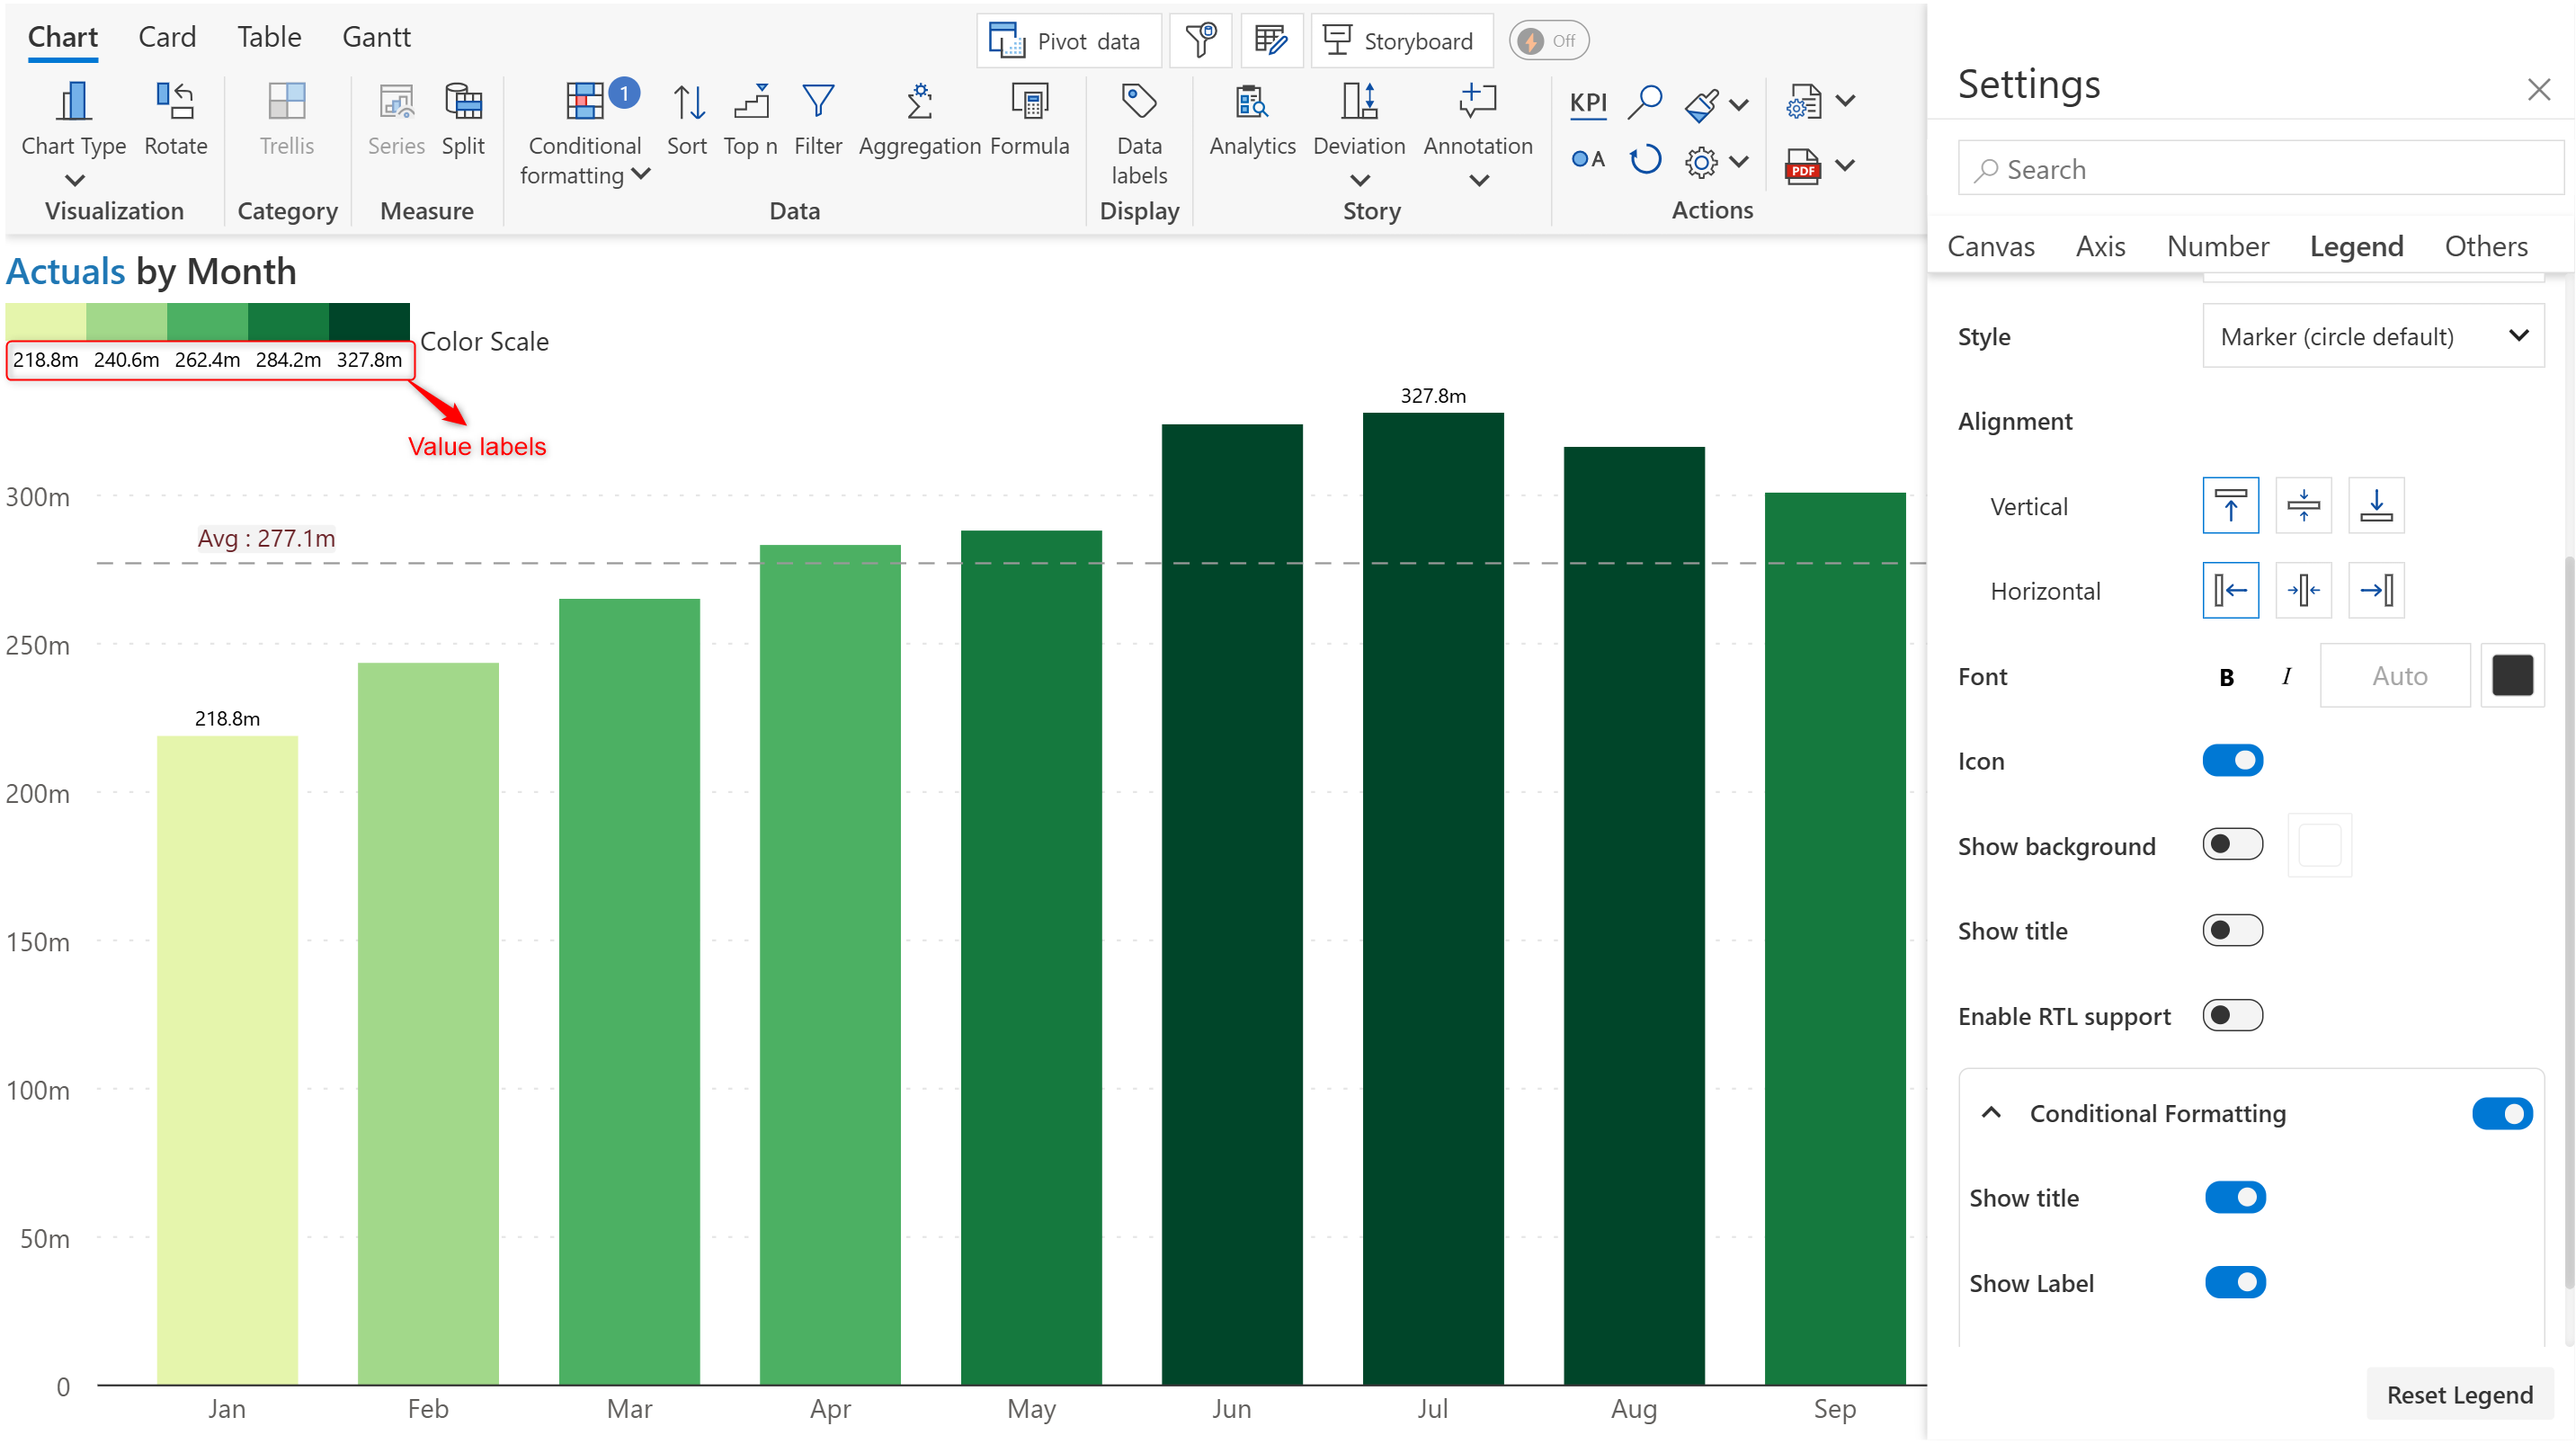 Chart Card Table Gantt
Pivot data Storyboard Off
Chart Type Rotate Trellis Series Split Conditional formatting 1 Sort Top n Filter Aggregation Formula Data labels Analytics Deviation Annotation KPI A PDF
Visualization Category Measure Data Display Story Actions
Actuals by Month
Color Scale
218.8m 240.6m 262.4m 284.2m 327.8m
Value labels
327.8m
300m
Avg : 277.1m
250m
218.8m
200m
150m
100m
50m
0
Jan Feb Mar Apr May Jun Jul Aug Sep
Settings
Search
Canvas Axis Number Legend Others
Style Marker (circle default)
Alignment
Vertical
Horizontal
Font B I Auto
Icon
Show background
Show title
Enable RTL support
Conditional Formatting
Show title
Show Label
Reset Legend